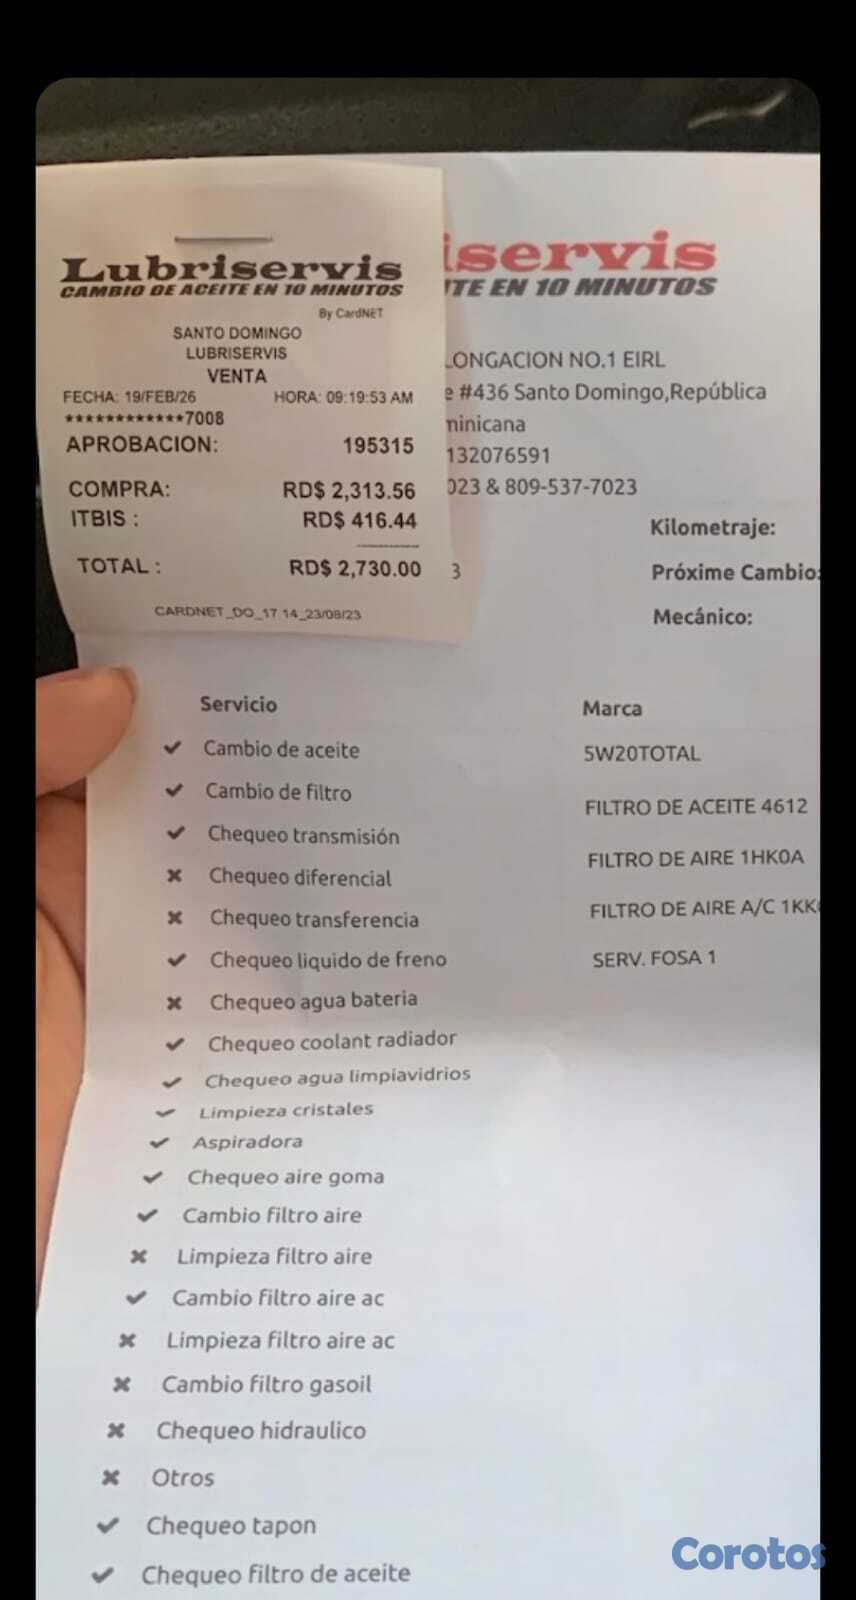 Lubriservis
CAMBIO DE ACEITE EN 10 MINUTOS
By CardNET
SANTO DOMINGO
LUBRISERVIS
VENTA
FECHA: 19/FEB/26 HORA: 09:19:53 AM
************7008
APROBACION: 195315
COMPRA: RD$ 2,313.56
ITBIS : RD$ 416.44
TOTAL : RD$ 2,730.00
CARDNET_DO_17 14_23/08/23
iservis
ITE EN 10 MINUTOS
LONGACION NO.1 EIRL
e #436 Santo Domingo,República
minicana
132076591
023 & 809-537-7023
Kilometraje:
3 Próxime Cambio:
Mecánico:
Servicio Marca
✔ Cambio de aceite 5W20TOTAL
✔ Cambio de filtro FILTRO DE ACEITE 4612
✔ Chequeo transmisión FILTRO DE AIRE 1HK0A
✖ Chequeo diferencial FILTRO DE AIRE A/C 1KK
✖ Chequeo transferencia SERV. FOSA 1
✔ Chequeo liquido de freno
✖ Chequeo agua bateria
✔ Chequeo coolant radiador
✔ Chequeo agua limpiavidrios
✔ Limpieza cristales
✔ Aspiradora
✔ Chequeo aire goma
✔ Cambio filtro aire
✖ Limpieza filtro aire
✔ Cambio filtro aire ac
✖ Limpieza filtro aire ac
✖ Cambio filtro gasoil
✖ Chequeo hidraulico
✖ Otros
✔ Chequeo tapon
✔ Chequeo filtro de aceite
Corotos